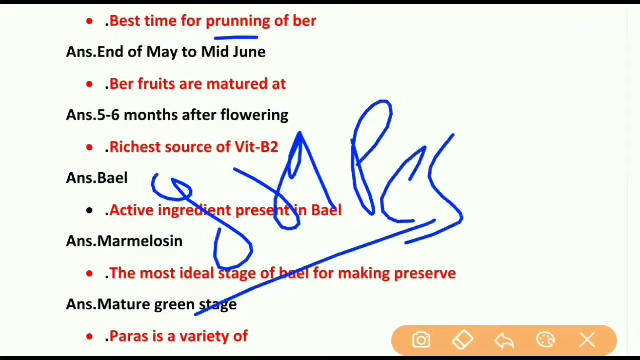 .Best time for prunning of ber
Ans.End of May to Mid June
.Ber fruits are matured at
Ans.5-6 months after flowering
.Richest source of Vit-B2
Ans.Bael
.Active ingredient present in Bael
Ans.Marmelosin
.The most ideal stage of bael for making preserve
Ans.Mature green stage
.Paras is a variety of